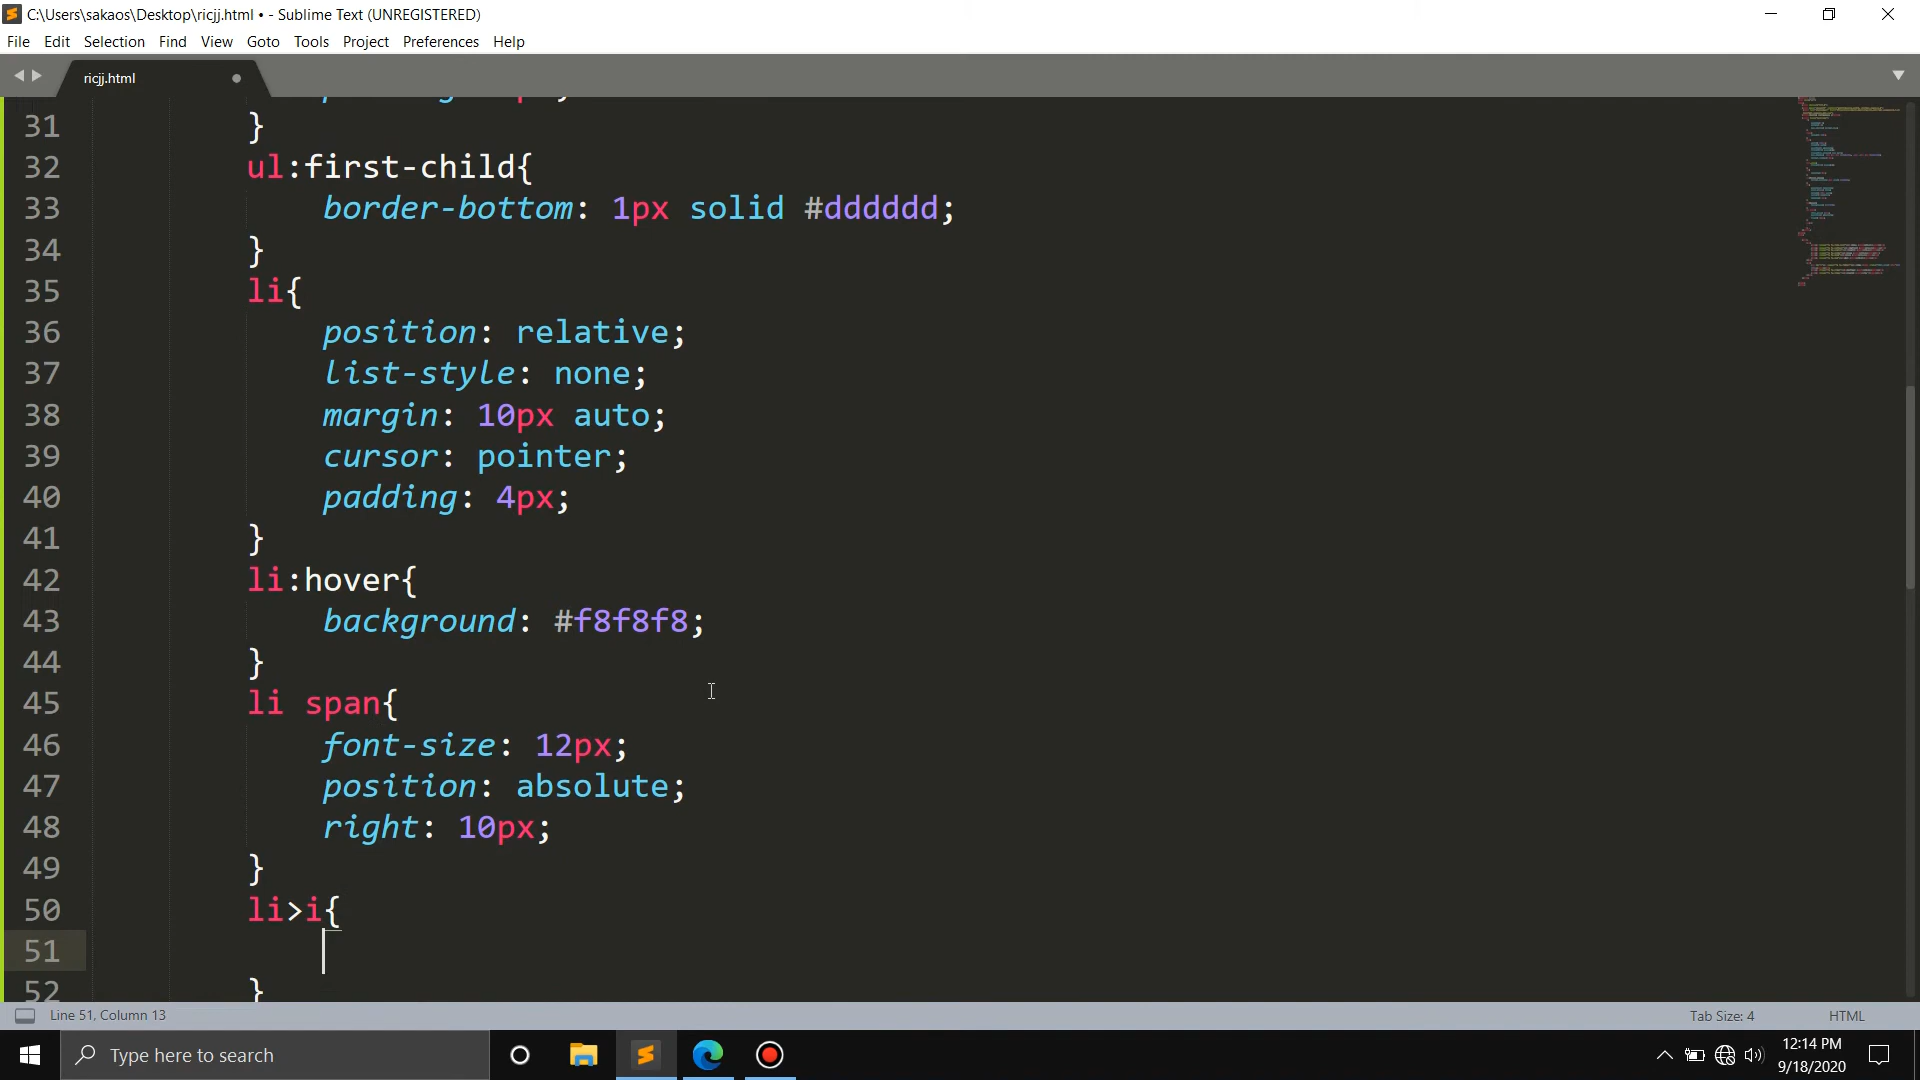 C:\Users\sakaos\Desktop\ricjj.html • - Sublime Text (UNREGISTERED)
File Edit Selection Find View Goto Tools Project Preferences Help
ricjj.html
31 }
32 ul:first-child{
33 border-bottom: 1px solid #dddddd;
34 }
35 li{
36 position: relative;
37 list-style: none;
38 margin: 10px auto;
39 cursor: pointer;
40 padding: 4px;
41 }
42 li:hover{
43 background: #f8f8f8;
44 }
45 li span{
46 font-size: 12px;
47 position: absolute;
48 right: 10px;
49 }
50 li>i{
51
52 }
Line 51, Column 13 Tab Size: 4 HTML
Type here to search
12:14 PM
9/18/2020